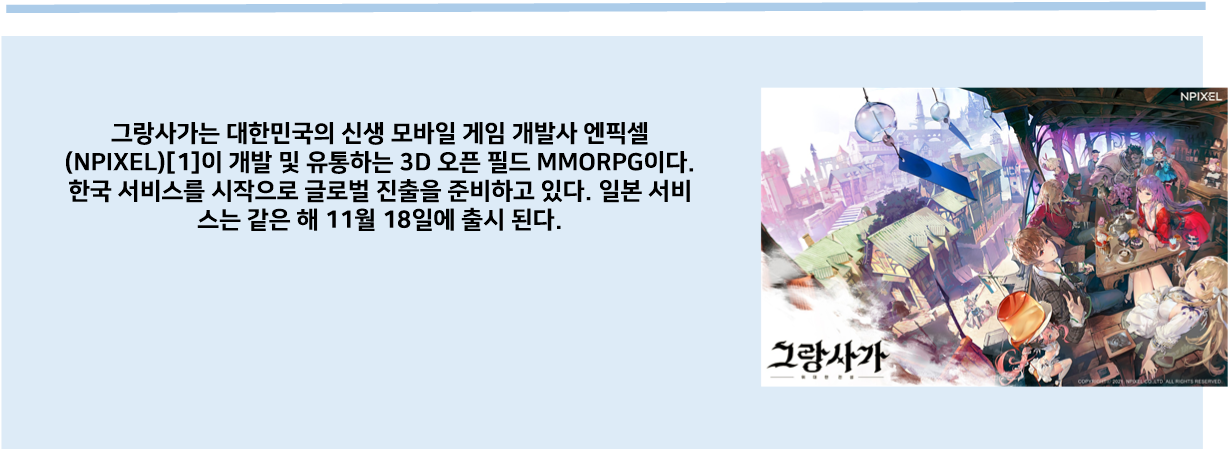 그랑사가는 대한민국의 신생 모바일 게임 개발사 엔픽셀
(NPIXEL)[1]이 개발 및 유통하는 3D 오픈 필드 MMORPG이다.
한국 서비스를 시작으로 글로벌 진출을 준비하고 있다. 일본 서비
스는 같은 해 11월 18일에 출시 된다.
NPIXEL
그랑사가
COPYRIGHT © 2021. NPIXEL CO.,LTD. ALL RIGHTS RESERVED.